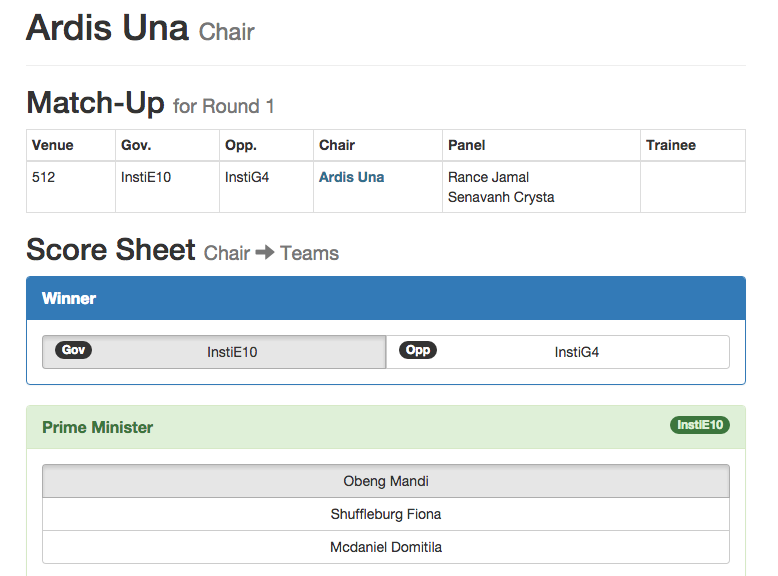 Ardis Una Chair
Match-Up for Round 1
Venue Gov. Opp. Chair Panel Trainee
512 InstiE10 InstiG4 Ardis Una Rance Jamal
Senavanh Crysta
Score Sheet Chair → Teams
Winner
Gov InstiE10 Opp InstiG4
Prime Minister InstiE10
Obeng Mandi
Shuffleburg Fiona
Mcdaniel Domitila